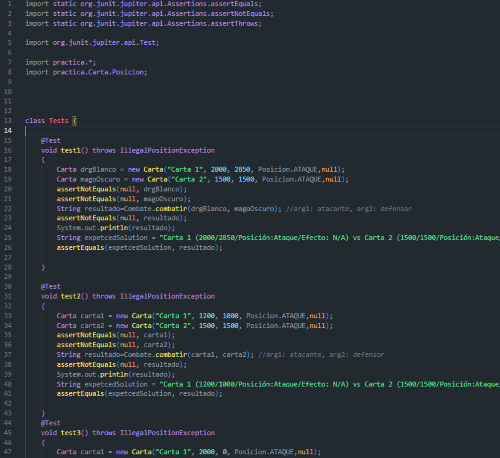 1 import static org.junit.jupiter.api.Assertions.assertEquals;
2 import static org.junit.jupiter.api.Assertions.assertNotEquals;
3 import static org.junit.jupiter.api.Assertions.assertThrows;
4
5 import org.junit.jupiter.api.Test;
6
7 import practica.*;
8 import practica.Carta.Posicion;
9
10
11
12
13 class Tests {
14
15 @Test
16 void test1() throws IllegalPositionException
17 {
18 Carta drgBlanco = new Carta("Carta 1", 2000, 2850, Posicion.ATAQUE,null);
19 Carta magoOscuro = new Carta("Carta 2", 1500, 1500, Posicion.ATAQUE,null);
20 assertNotEquals(null, drgBlanco);
21 assertNotEquals(null, magoOscuro);
22 String resultado=Combate.combatir(drgBlanco, magoOscuro); //arg1: atacante, arg2: defensor
23 assertNotEquals(null, resultado);
24 System.out.println(resultado);
25 String expetcedSolution = "Carta 1 (2000/2850/Posición:Ataque/Efecto: N/A) vs Carta 2 (1500/1500/Posición:Ataque,
26 assertEquals(expetcedSolution, resultado);
27
28 }
29
30 @Test
31 void test2() throws IllegalPositionException
32 {
33 Carta carta1 = new Carta("Carta 1", 1200, 1000, Posicion.ATAQUE,null);
34 Carta carta2 = new Carta("Carta 2", 1500, 1500, Posicion.ATAQUE,null);
35 assertNotEquals(null, carta1);
36 assertNotEquals(null, carta2);
37 String resultado=Combate.combatir(carta1, carta2); //arg1: atacante, arg2: defensor
38 assertNotEquals(null, resultado);
39 System.out.println(resultado);
40 String expetcedSolution = "Carta 1 (1200/1000/Posición:Ataque/Efecto: N/A) vs Carta 2 (1500/1500/Posición:Ataque,
41 assertEquals(expetcedSolution, resultado);
42
43 }
44 @Test
45 void test3() throws IllegalPositionException
46 {
47 Carta carta1 = new Carta("Carta 1", 2000, 0, Posicion.ATAQUE,null);